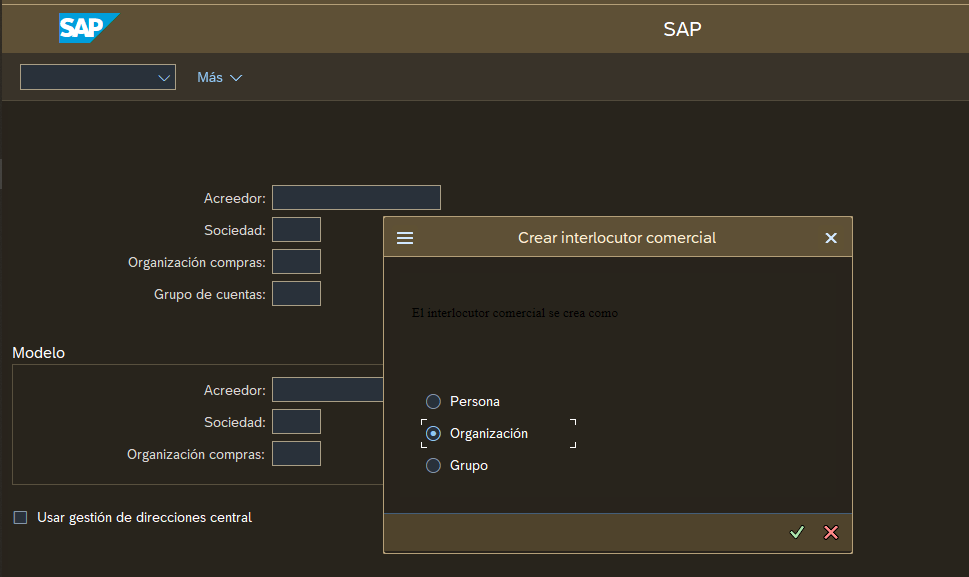 SAP
SAP
Más
Acreedor:
Sociedad:
Organización compras:
Grupo de cuentas:
Crear interlocutor comercial
El interlocutor comercial se crea como
Persona
Organización
Grupo
Modelo
Acreedor:
Sociedad:
Organización compras:
Usar gestión de direcciones central